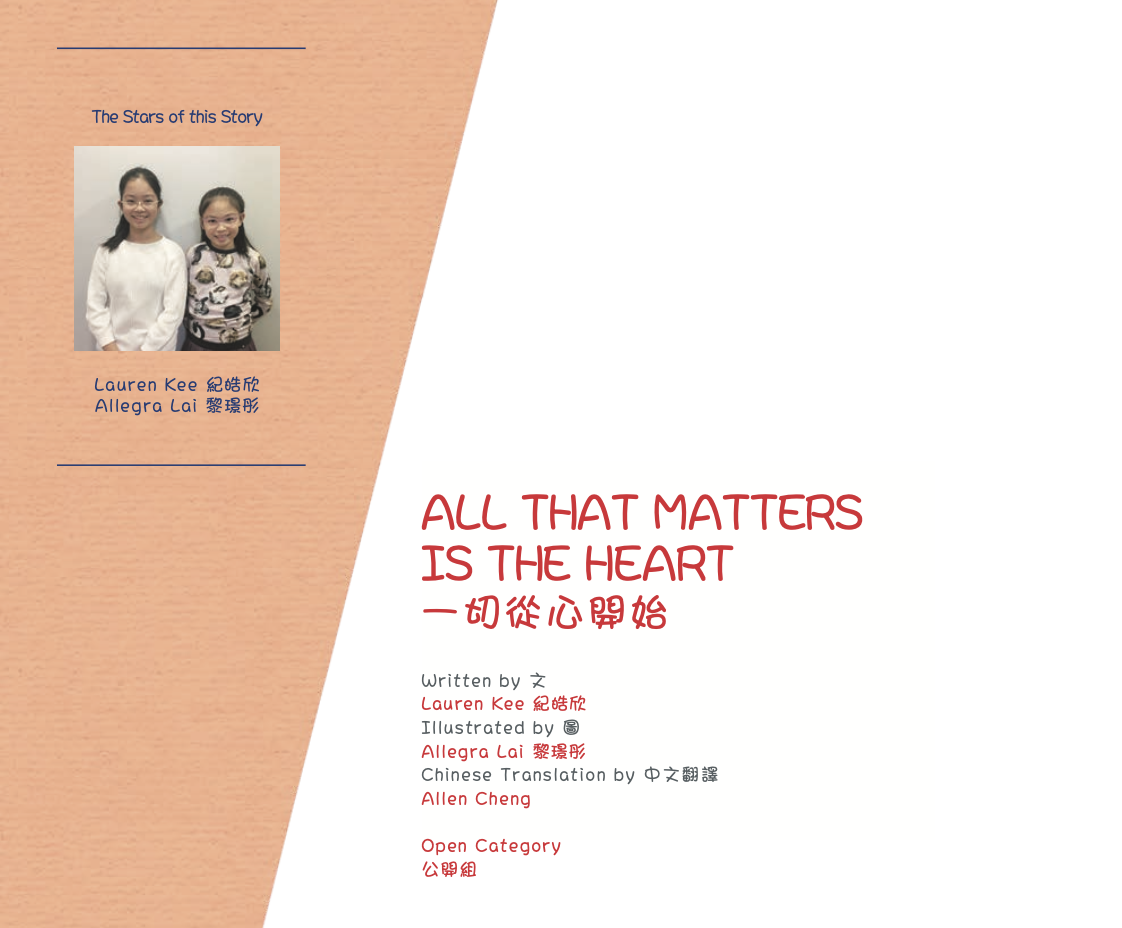 The Stars of this Story
Lauren Kee 紀皓欣
Allegra Lai 黎璟彤
ALL THAT MATTERS
IS THE HEART
一切從心開始
Written by 文
Lauren Kee 紀皓欣
Illustrated by 圖
Allegra Lai 黎璟彤
Chinese Translation by 中文翻譯
Allen Cheng
Open Category
公開組